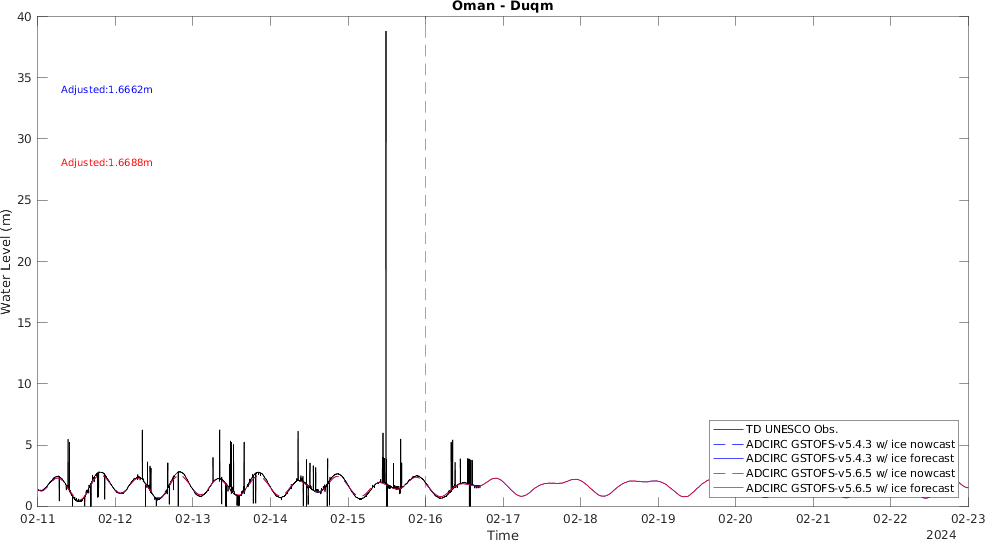 Oman - Duqm
40
35
30
25
20
15
10
5
0
Water Level (m)
Adjusted:1.6662m
Adjusted:1.6688m
TD UNESCO Obs.
ADCIRC GSTOFS-v5.4.3 w/ ice nowcast
ADCIRC GSTOFS-v5.4.3 w/ ice forecast
ADCIRC GSTOFS-v5.6.5 w/ ice nowcast
ADCIRC GSTOFS-v5.6.5 w/ ice forecast
02-11 02-12 02-13 02-14 02-15 02-16 02-17 02-18 02-19 02-20 02-21 02-22 02-23
Time
2024